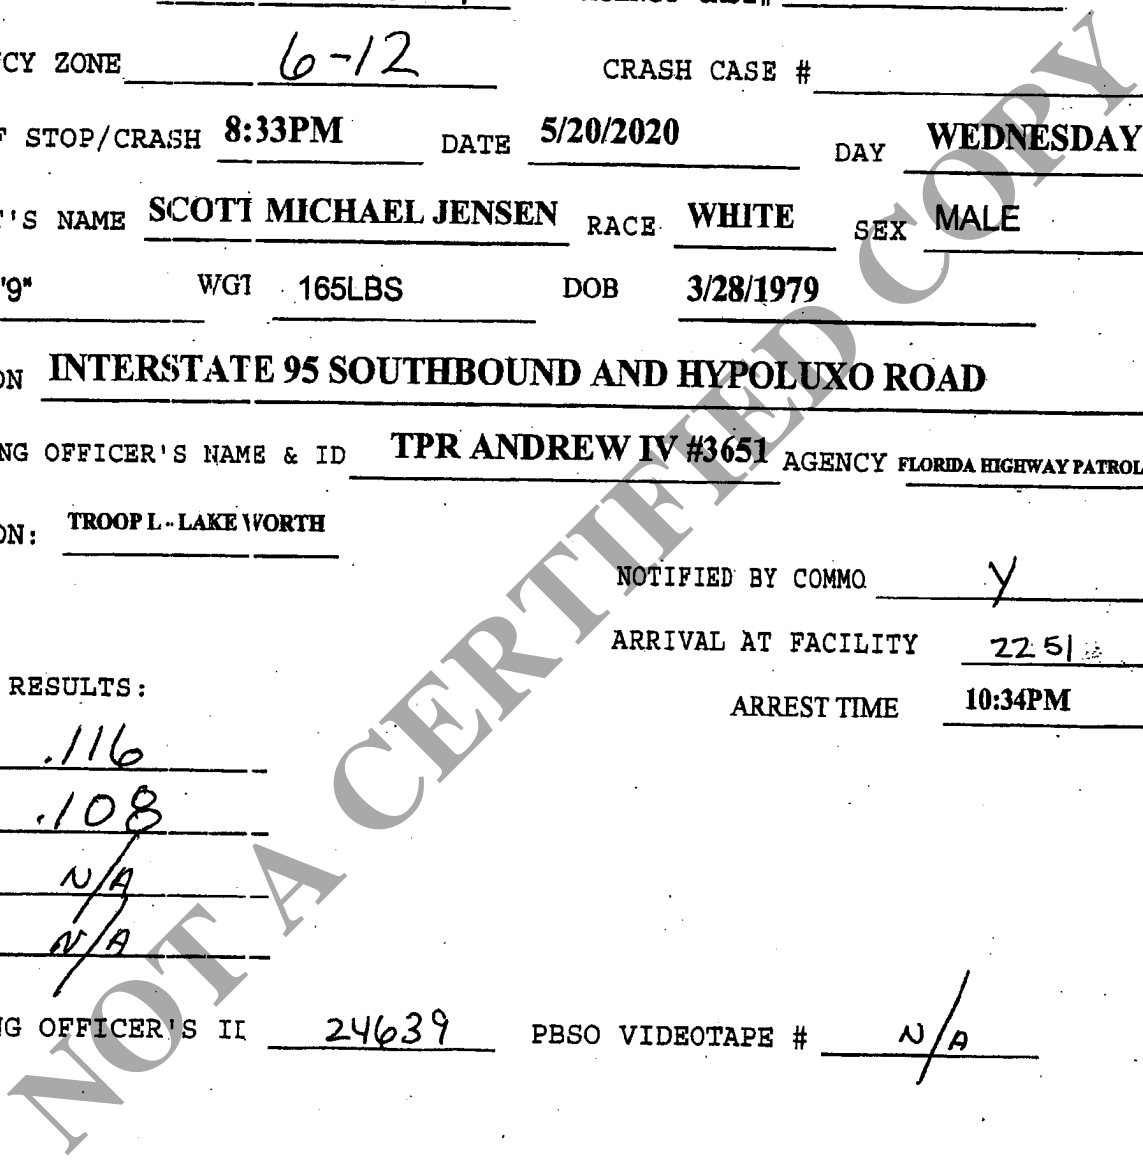 CY ZONE 6-12 CRASH CASE #
F STOP/CRASH 8:33PM DATE 5/20/2020 DAY WEDNESDAY
'S NAME SCOTT MICHAEL JENSEN RACE WHITE SEX MALE
'9" WGT 165LBS DOB 3/28/1979
ON INTERSTATE 95 SOUTHBOUND AND HYPOLUXO ROAD
NG OFFICER'S NAME & ID TPR ANDREW IV #3651 AGENCY FLORIDA HIGHWAY PATROL
ON: TROOP L - LAKE WORTH
NOTIFIED BY COMMO Y
ARRIVAL AT FACILITY 2251
RESULTS: ARREST TIME 10:34PM
.116
.108
N/A
N/A
NG OFFICER'S ID 24639 PBSO VIDEOTAPE # N/A
NOT A CERTIFIED COPY